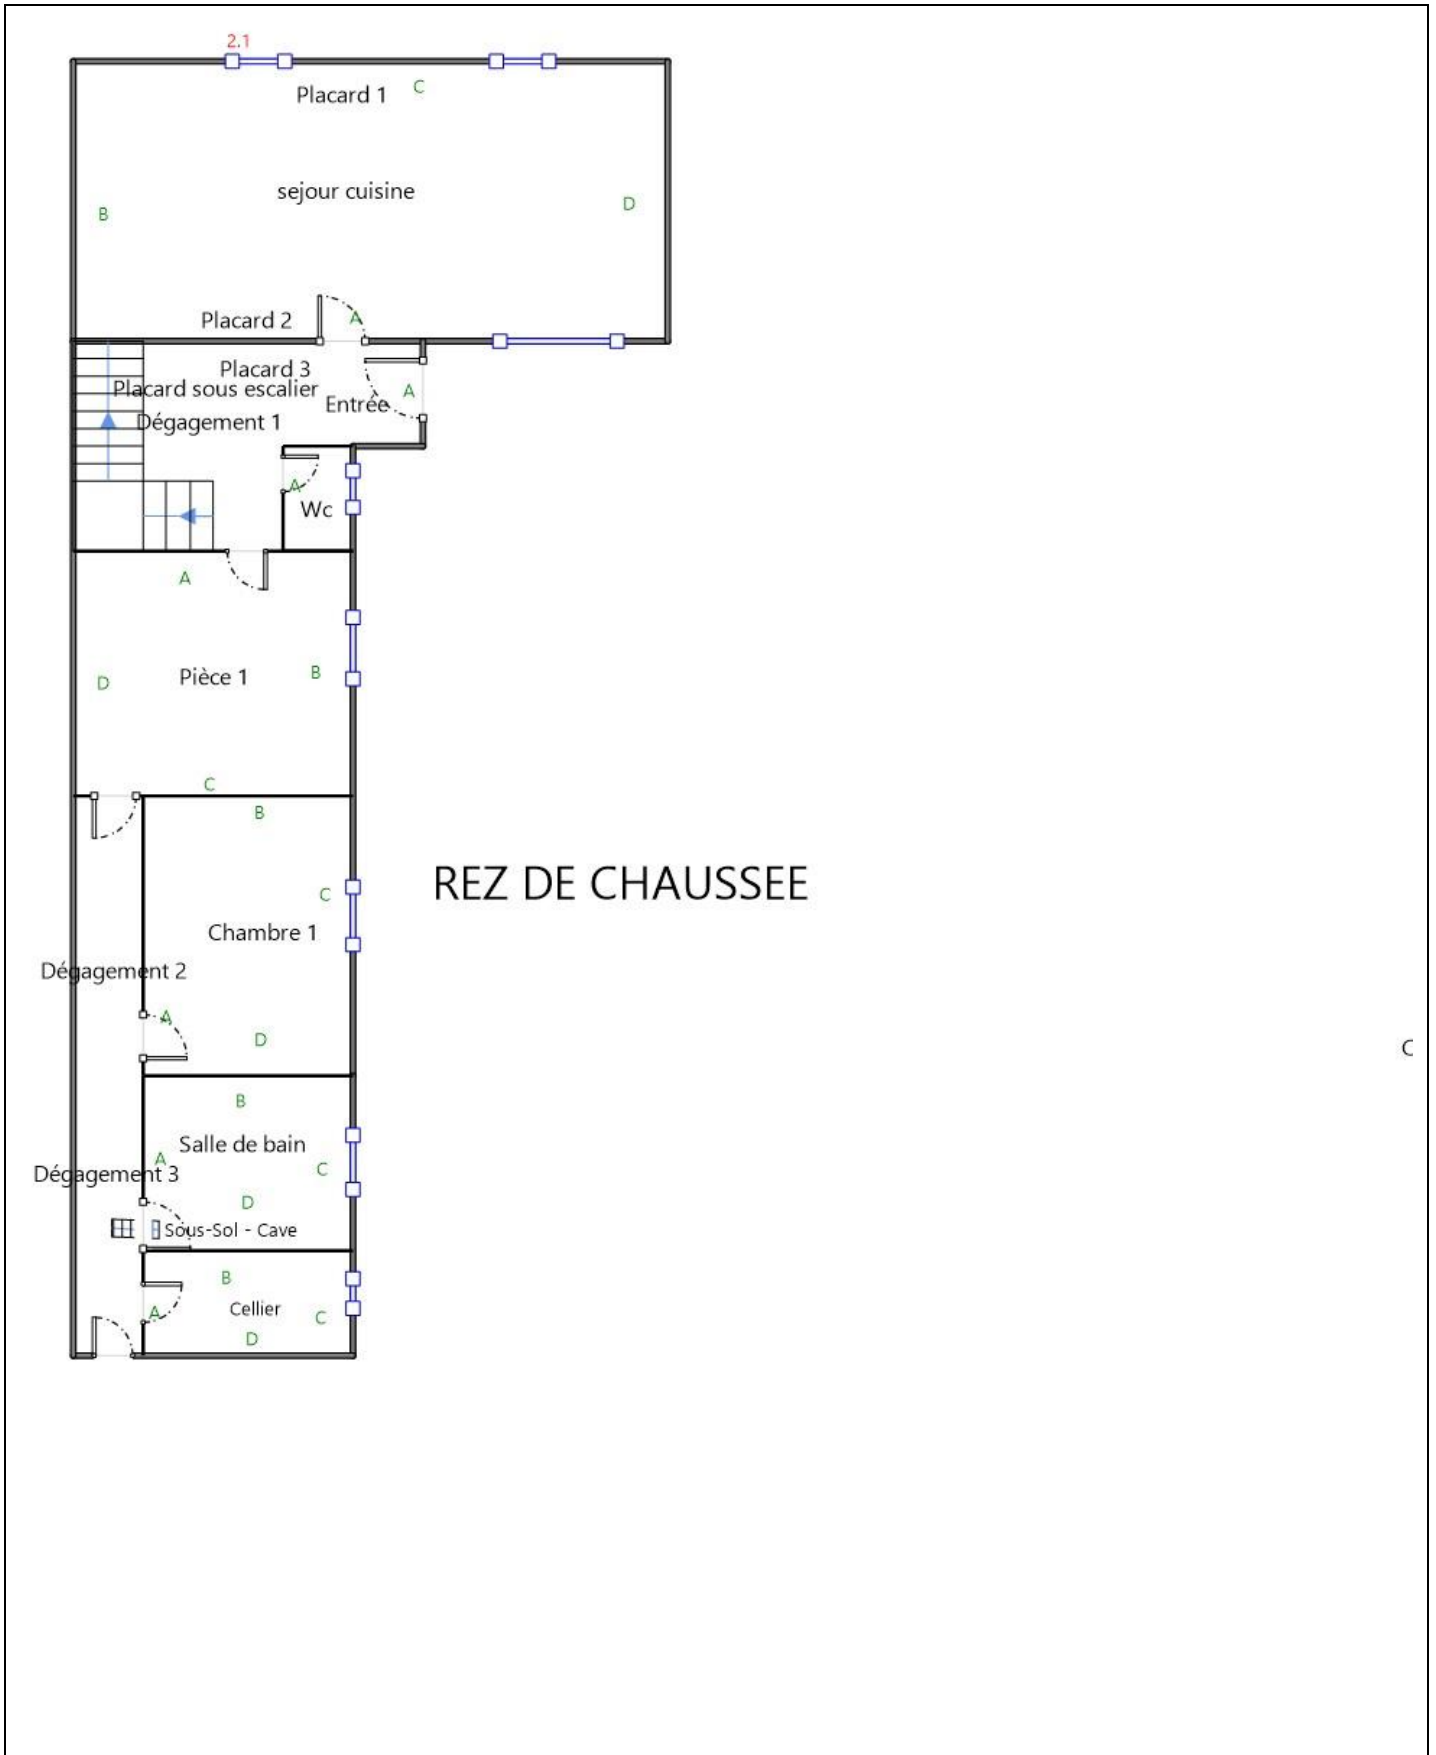 2.1
C
Placard 1
sejour cuisine
B
D
Placard 2
A
Placard 3
Placard sous escalier
A
Entrée
Dégagement 1
A
Wc
A
Pièce 1
B
D
C
B
C
REZ DE CHAUSSEE
Chambre 1
Dégagement 2
A
D
C
B
Salle de bain
A
C
Dégagement 3
D
Sous-Sol - Cave
B
Cellier
A
C
D